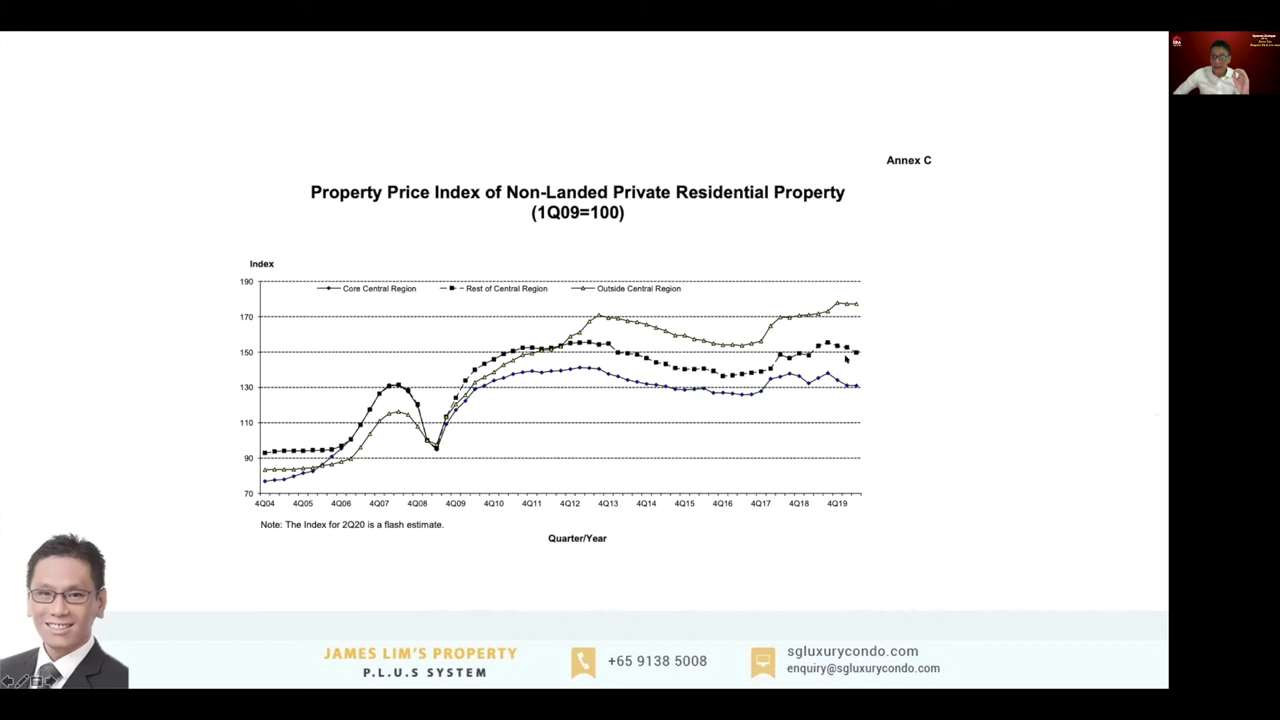 Annex C
Property Price Index of Non-Landed Private Residential Property
(1Q09=100)
Index
Core Central Region
Rest of Central Region
Outside Central Region
190
170
150
130
110
90
70
4Q04 4Q05 4Q06 4Q07 4Q08 4Q09 4Q10 4Q11 4Q12 4Q13 4Q14 4Q15 4Q16 4Q17 4Q18 4Q19
Note: The Index for 2Q20 is a flash estimate.
Quarter/Year
JAMES LIM'S PROPERTY
P.L.U.S SYSTEM
+65 9138 5008
sgluxurycondo.com
enquiry@sgluxurycondo.com
ERA